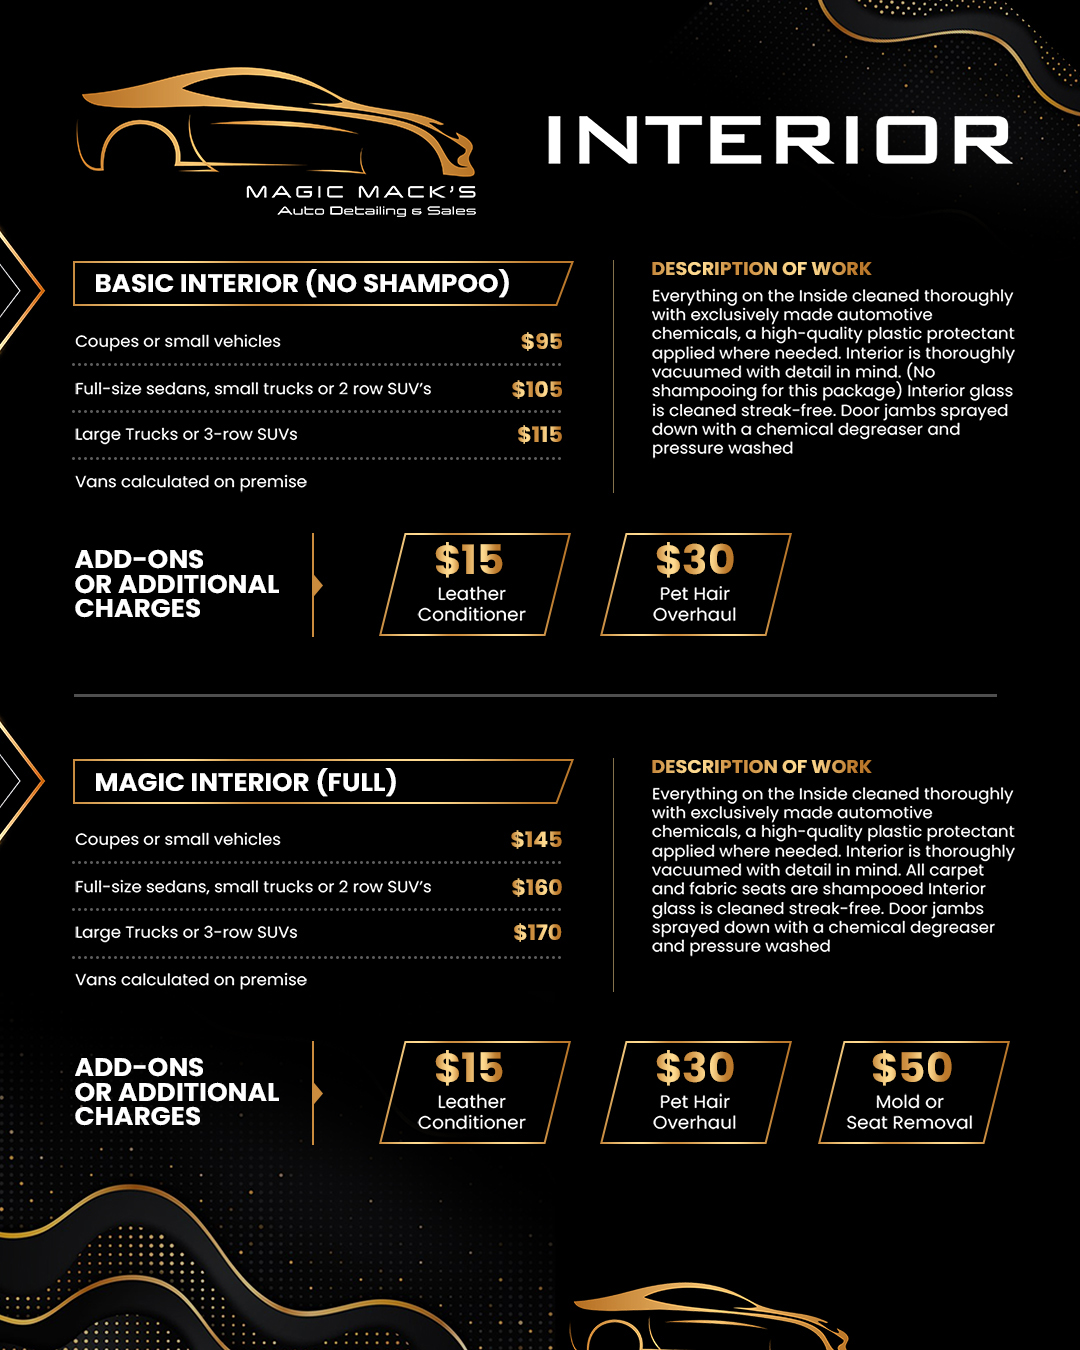 MAGIC MACK'S
Auto Detailing & Sales
INTERIOR
BASIC INTERIOR (NO SHAMPOO)
Coupes or small vehicles $95
Full-size sedans, small trucks or 2 row SUV's $105
Large Trucks or 3-row SUVs $115
Vans calculated on premise
DESCRIPTION OF WORK
Everything on the Inside cleaned thoroughly
with exclusively made automotive
chemicals, a high-quality plastic protectant
applied where needed. Interior is thoroughly
vacuumed with detail in mind. (No
shampooing for this package) Interior glass
is cleaned streak-free. Door jambs sprayed
down with a chemical degreaser and
pressure washed
ADD-ONS
OR ADDITIONAL
CHARGES
$15
Leather
Conditioner
$30
Pet Hair
Overhaul
MAGIC INTERIOR (FULL)
Coupes or small vehicles $145
Full-size sedans, small trucks or 2 row SUV's $160
Large Trucks or 3-row SUVs $170
Vans calculated on premise
DESCRIPTION OF WORK
Everything on the Inside cleaned thoroughly
with exclusively made automotive
chemicals, a high-quality plastic protectant
applied where needed. Interior is thoroughly
vacuumed with detail in mind. All carpet
and fabric seats are shampooed Interior
glass is cleaned streak-free. Door jambs
sprayed down with a chemical degreaser
and pressure washed
ADD-ONS
OR ADDITIONAL
CHARGES
$15
Leather
Conditioner
$30
Pet Hair
Overhaul
$50
Mold or
Seat Removal